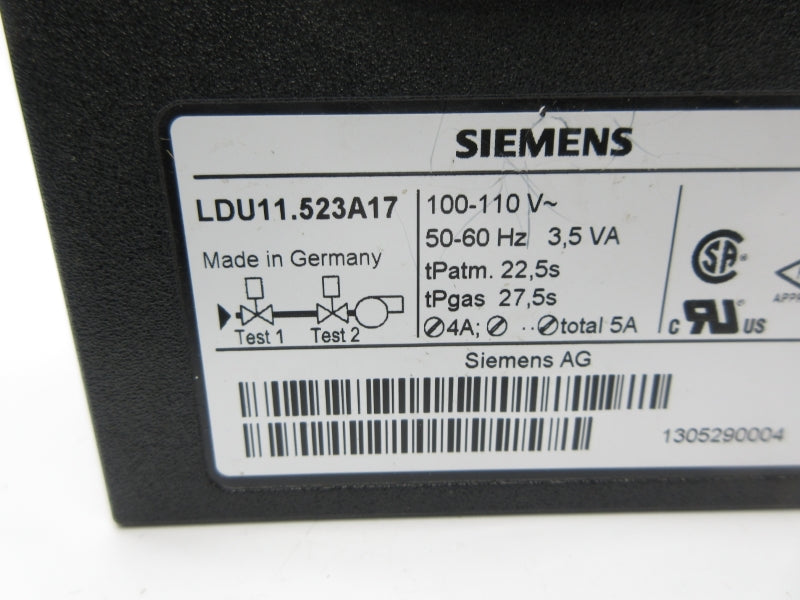 SIEMENS
LDU11.523A17
100-110 V~
50-60 Hz 3,5 VA
Made in Germany
tPatm. 22,5s
tPgas 27,5s
Test 1 Test 2
⊘4A; ⊘ ..⊘total 5A
SA
C US
Siemens AG
1305290004